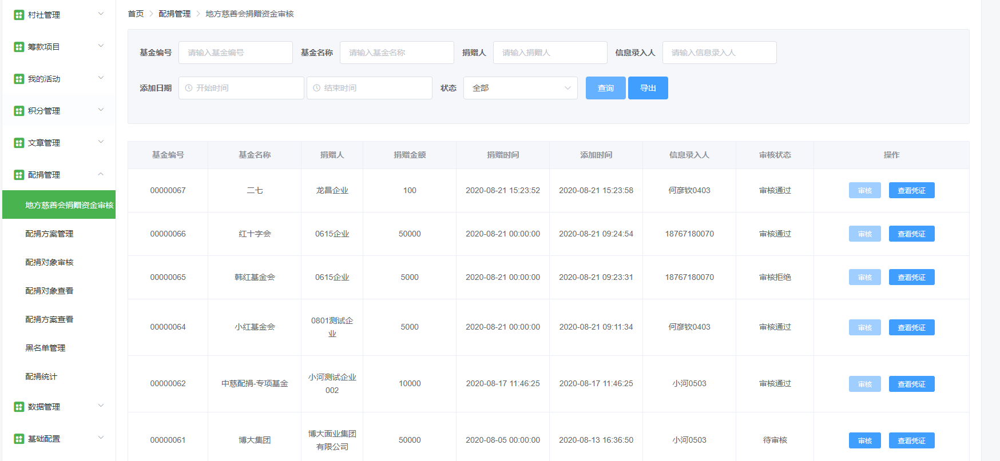 村社管理
筹款项目
我的活动
积分管理
文章管理
配捐管理
地方慈善会捐赠资金审核
配捐方案管理
配捐对象审核
配捐对象查看
配捐方案查看
黑名单管理
配捐统计
数据管理
基础配置
首页 配捐管理 地方慈善会捐赠资金审核
基金编号 请输入基金编号 基金名称 请输入基金名称 捐赠人 请输入捐赠人 信息录入人 请输入信息录入人
添加日期 开始时间 结束时间 状态 全部 查询 导出
基金编号 基金名称 捐赠人 捐赠金额 捐赠时间 添加时间 信息录入人 审核状态 操作
00000067 二七 龙昌企业 100 2020-08-21 15:23:52 2020-08-21 15:23:58 何彦钦0403 审核通过 审核 查看凭证
00000066 红十字会 0615企业 50000 2020-08-21 00:00:00 2020-08-21 09:24:54 18767180070 审核通过 审核 查看凭证
00000065 韩红基金会 0615企业 5000 2020-08-21 00:00:00 2020-08-21 09:23:31 18767180070 审核拒绝 审核 查看凭证
00000064 小红基金会 0801测试企
业 5000 2020-08-21 00:00:00 2020-08-21 09:11:34 何彦钦0403 审核通过 审核 查看凭证
00000062 中慈配捐-专项基金 小河测试企业
002 10000 2020-08-17 11:46:25 2020-08-17 11:46:25 小河0503 审核通过 审核 查看凭证
00000061 博大集团 博大面业集团
有限公司 50000 2020-08-05 00:00:00 2020-08-13 16:36:50 小河0503 待审核 审核 查看凭证